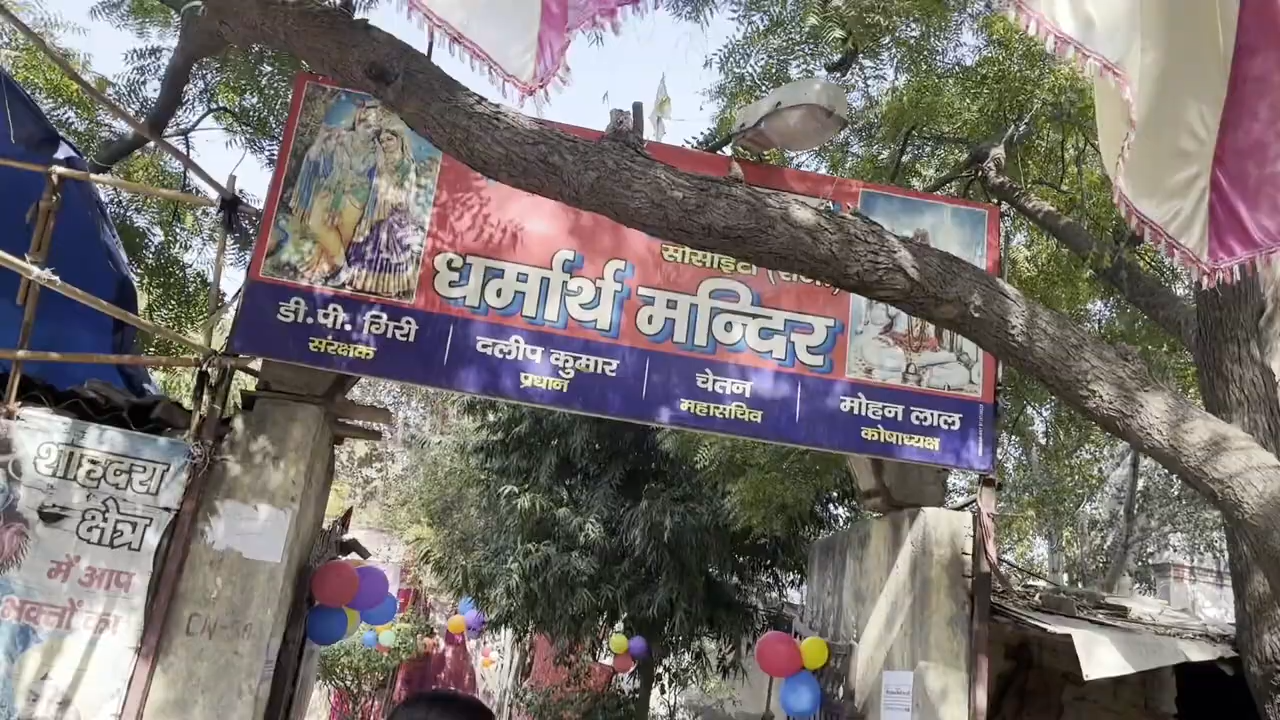 सोसाइटी
धर्मार्थ मन्दिर
डी.पी. गिरी
संरक्षक
दलीप कुमार
प्रधान
चेतन
महासचिव
मोहन लाल
कोषाध्यक्ष
शाहदरा
क्षेत्र
में आप
भक्तों का